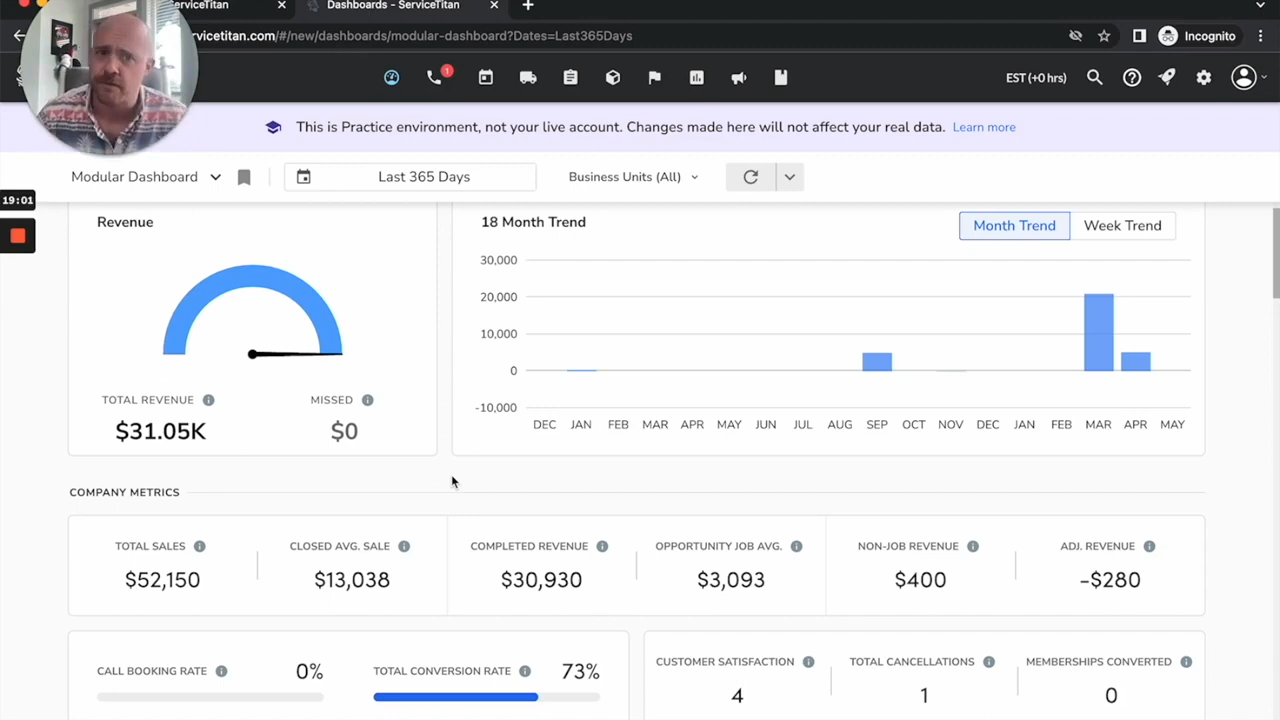 ServiceTitan
Dashboards - ServiceTitan
rvicetitan.com/#/new/dashboards/modular-dashboard?Dates=Last365Days
Incognito
1
EST (+0 hrs)
This is Practice environment, not your live account. Changes made here will not affect your real data. Learn more
Modular Dashboard
Last 365 Days
Business Units (All)
19:01
Revenue
TOTAL REVENUE
$31.05K
MISSED
$0
18 Month Trend
Month Trend
Week Trend
30,000
20,000
10,000
0
-10,000
DEC JAN FEB MAR APR MAY JUN JUL AUG SEP OCT NOV DEC JAN FEB MAR APR MAY
COMPANY METRICS
TOTAL SALES
$52,150
CLOSED AVG. SALE
$13,038
COMPLETED REVENUE
$30,930
OPPORTUNITY JOB AVG.
$3,093
NON-JOB REVENUE
$400
ADJ. REVENUE
-$280
CALL BOOKING RATE
0%
TOTAL CONVERSION RATE
73%
CUSTOMER SATISFACTION
4
TOTAL CANCELLATIONS
1
MEMBERSHIPS CONVERTED
0